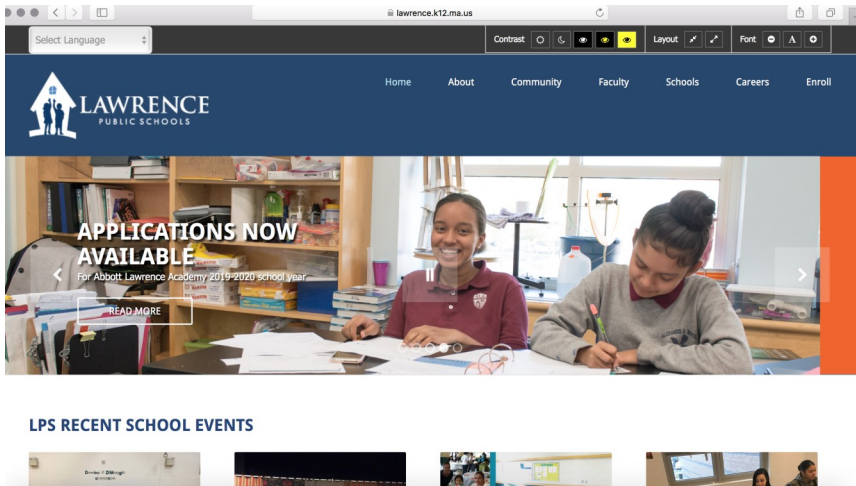 lawrence.k12.ma.us
Select Language
Contrast
Layout
Font
A
LAWRENCE
PUBLIC SCHOOLS
Home
About
Community
Faculty
Schools
Careers
Enroll
APPLICATIONS NOW
AVAILABLE
For Abbott Lawrence Academy 2019-2020 school year
READ MORE
LPS RECENT SCHOOL EVENTS